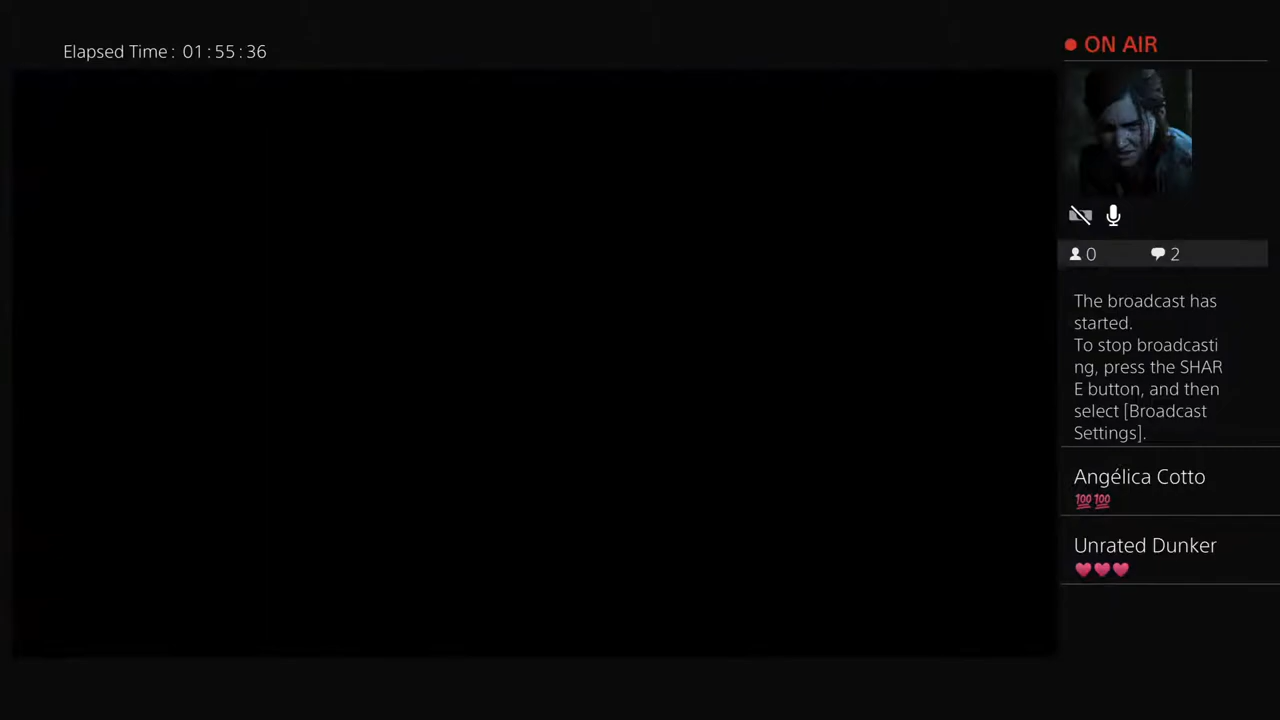 Elapsed Time: 01:55:36
ON AIR
0 2
The broadcast has
started.
To stop broadcasti
ng, press the SHAR
E button, and then
select [Broadcast
Settings].
Angélica Cotto
💯💯
Unrated Dunker
♥♥♥